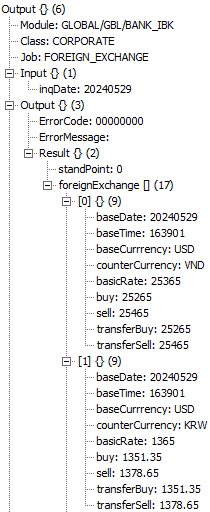 Output {} (6)
Module: GLOBAL/GBL/BANK_IBK
Class: CORPORATE
Job: FOREIGN_EXCHANGE
Input {} (1)
inqDate: 20240529
Output {} (3)
ErrorCode: 00000000
ErrorMessage:
Result {} (2)
standPoint: 0
foreignExchange [] (17)
[0] {} (9)
baseDate: 20240529
baseTime: 163901
baseCurrrency: USD
counterCurrency: VND
basicRate: 25365
buy: 25265
sell: 25465
transferBuy: 25265
transferSell: 25465
[1] {} (9)
baseDate: 20240529
baseTime: 163901
baseCurrrency: USD
counterCurrency: KRW
basicRate: 1365
buy: 1351.35
sell: 1378.65
transferBuy: 1351.35
transferSell: 1378.65